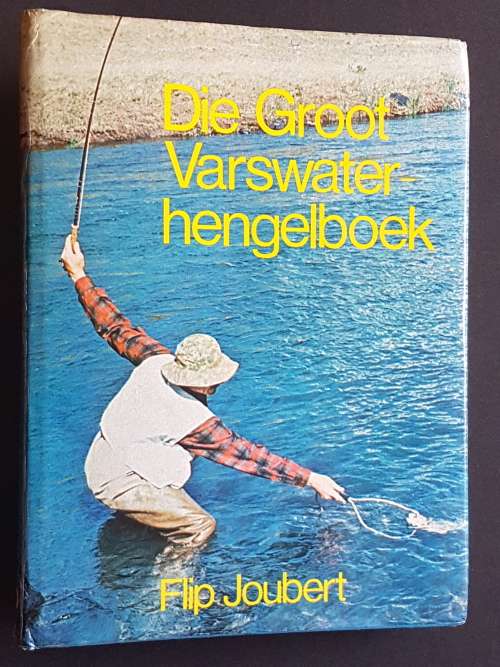 Die Groot
Varswater-
hengelboek
Flip Joubert